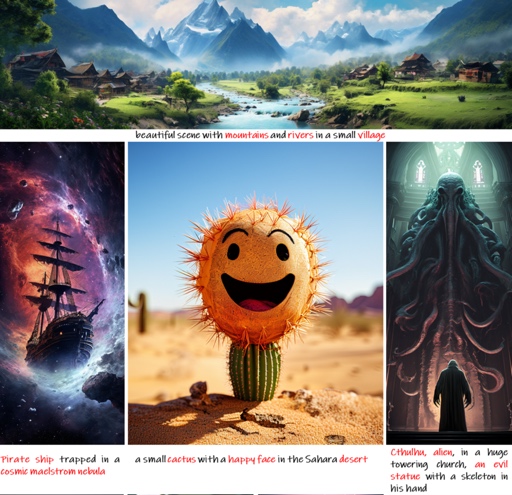 beautiful scene with mountains and rivers in a small village
Pirate ship trapped in a
cosmic maelstrom nebula
a small cactus with a happy face in the Sahara desert
Cthulhu, alien, in a huge
towering church, an evil
statue with a skeleton in
his hand